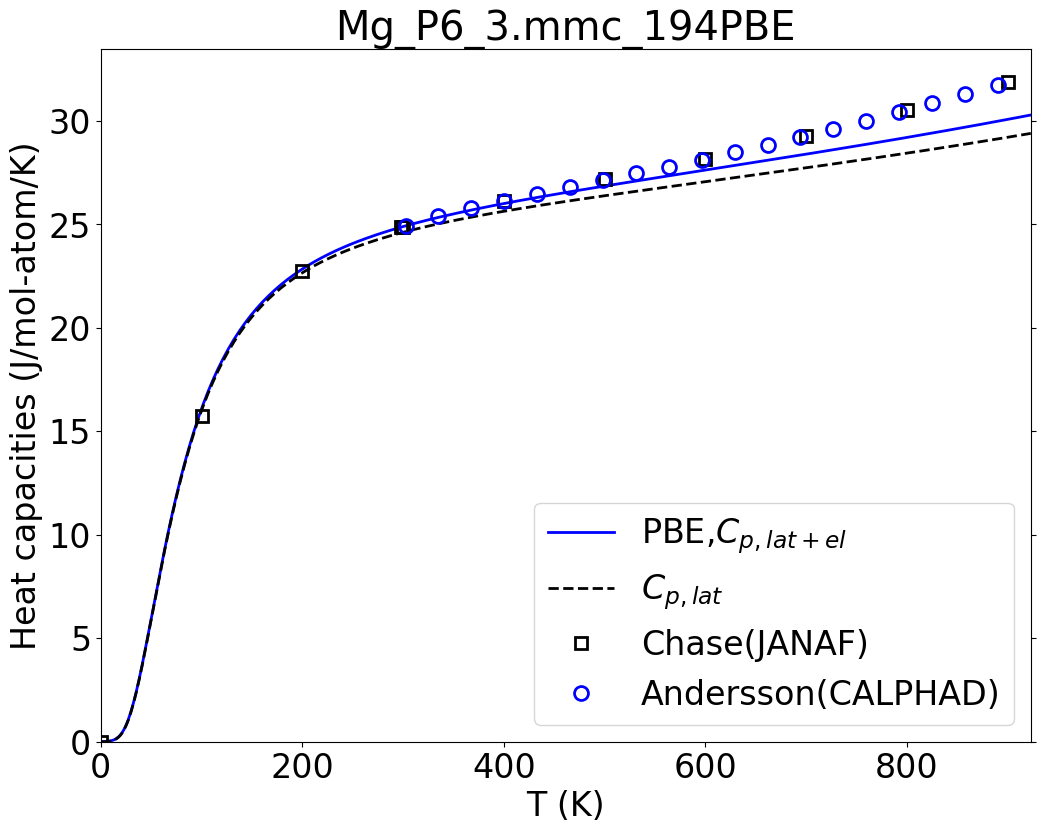 Mg_P6_3.mmc_194PBE
Heat capacities (J/mol-atom/K)
30
25
20
15
10
5
0
PBE,C_{p, lat+el}
C_{p, lat}
Chase(JANAF)
Andersson(CALPHAD)
0 200 400 600 800
T (K)